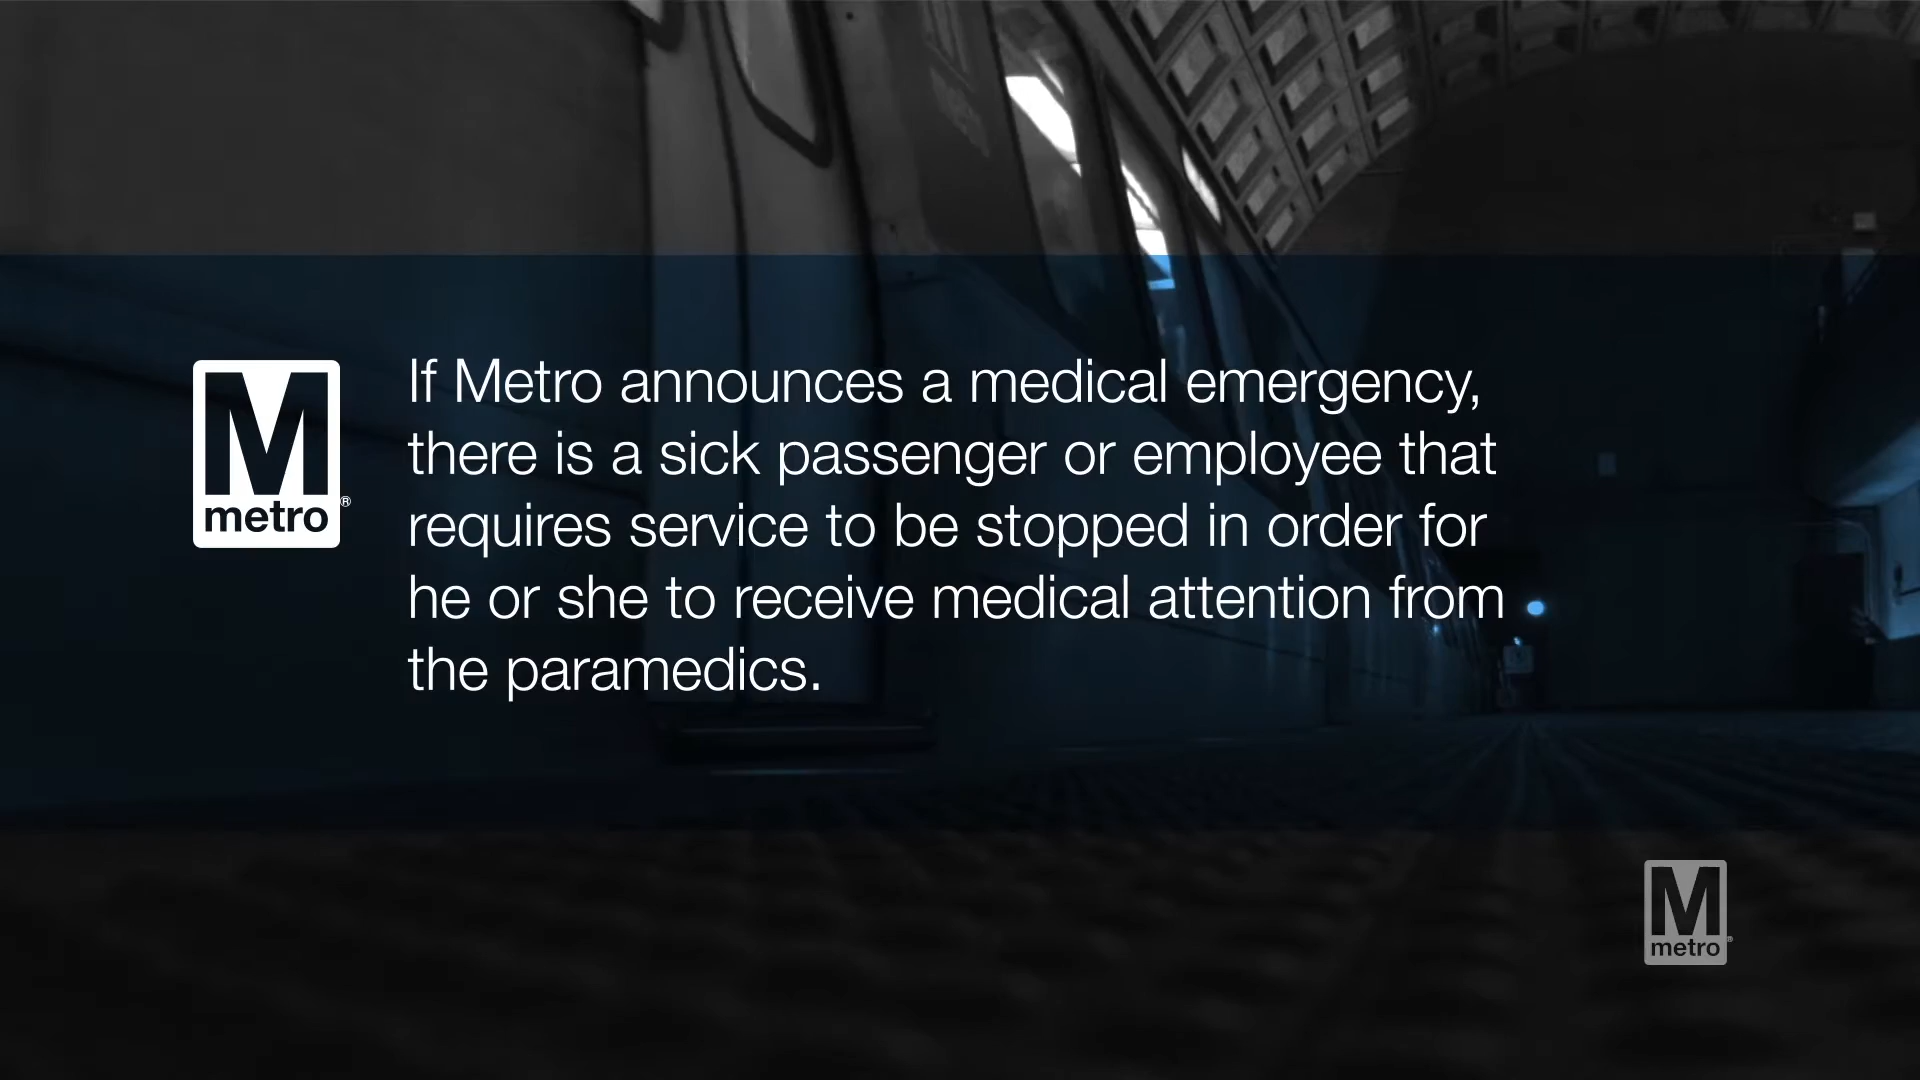 If Metro announces a medical emergency,
there is a sick passenger or employee that
requires service to be stopped in order for
he or she to receive medical attention from
the paramedics.
M
metro®
M
metro®